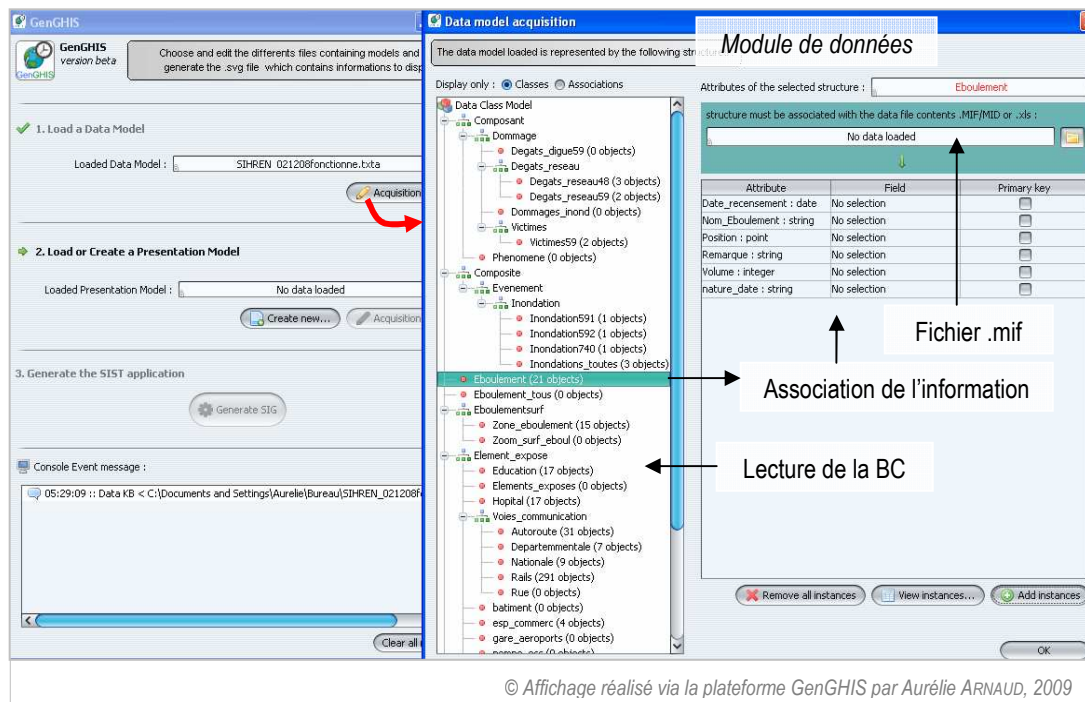 GenGHIS
GenGHIS
version beta
GenGHIS
Choose and edit the differents files containing models and
generate the .svg file which contains informations to disp
1. Load a Data Model
Loaded Data Model :
SIHREN_021208fonctionne.txta
Acquisition
2. Load or Create a Presentation Model
Loaded Presentation Model :
No data loaded
Create new...
Acquisition
3. Generate the SIST application
Generate SIG
Console Event message :
05:29:09 :: Data KB < C:\Documents and Settings\Aurelie\Bureau\SIHREN_021208f
Clear all
Data model acquisition
The data model loaded is represented by the following str
Module de données
Display only :
Classes
Associations
Data Class Model
Composant
Dommage
Degats_digue59 (0 objects)
Degats_reseau
Degats_reseau48 (3 objects)
Degats_reseau59 (2 objects)
Dommages_inond (0 objects)
Victimes
Victimes59 (2 objects)
Phenomene (0 objects)
Composite
Evenement
Inondation
Inondation591 (1 objects)
Inondation592 (1 objects)
Inondation740 (1 objects)
Inondations_toutes (3 objects)
Eboulement (21 objects)
Eboulement_tous (0 objects)
Eboulementsurf
Zone_eboulement (15 objects)
Zoom_surf_eboul (0 objects)
Element_expose
Education (17 objects)
Elements_exposes (0 objects)
Hopital (17 objects)
Voies_communication
Autoroute (31 objects)
Departemmentale (7 objects)
Nationale (9 objects)
Rails (291 objects)
Rue (0 objects)
batiment (0 objects)
esp_commerc (4 objects)
gare_aeroports (0 objects)
Attributes of the selected structure :
Eboulement
structure must be associated with the data file contents .MIF/MID or .xls :
No data loaded
Attribute Field Primary key
Date_recensement : date No selection
Nom_Eboulement : string No selection
Position : point No selection
Remarque : string No selection
Volume : integer No selection
nature_date : string No selection
Fichier .mif
Association de l'information
Lecture de la BC
Remove all instances
View instances...
Add instances
OK
© Affichage réalisé via la plateforme GenGHIS par Aurélie ARNAUD, 2009